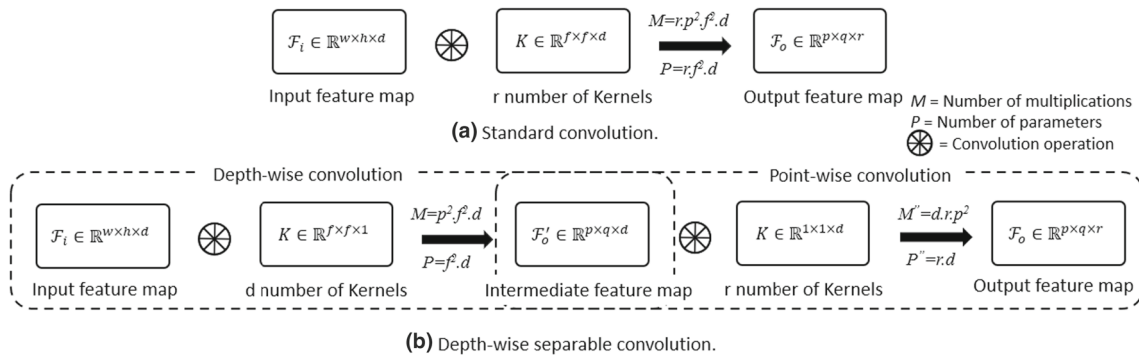 ℱᵢ ∈ ℝ^{w×h×d}
K ∈ ℝ^{f×f×d}
M=r.p².f².d
P=r.f².d
ℱₒ ∈ ℝ^{p×q×r}
Input feature map
r number of Kernels
Output feature map
(a) Standard convolution.
M = Number of multiplications
P = Number of parameters
= Convolution operation
Depth-wise convolution
Point-wise convolution
ℱᵢ ∈ ℝ^{w×h×d}
K ∈ ℝ^{f×f×1}
M=p².f².d
P=f².d
ℱₒ′ ∈ ℝ^{p×q×d}
K ∈ ℝ^{1×1×d}
M″=d.r.p²
P″=r.d
ℱₒ ∈ ℝ^{p×q×r}
Input feature map
d number of Kernels
Intermediate feature map
r number of Kernels
Output feature map
(b) Depth-wise separable convolution.